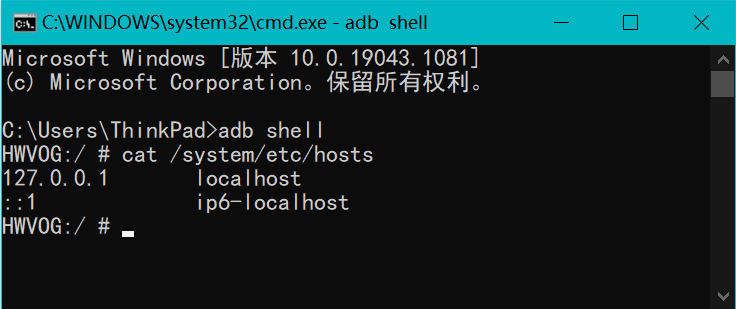 C:\WINDOWS\system32\cmd.exe - adb  shell
Microsoft Windows [版本 10.0.19043.1081]
(c) Microsoft Corporation。保留所有权利。
C:\Users\ThinkPad>adb shell
HWVOG:/ # cat /system/etc/hosts
127.0.0.1       localhost
::1             ip6-localhost
HWVOG:/ #